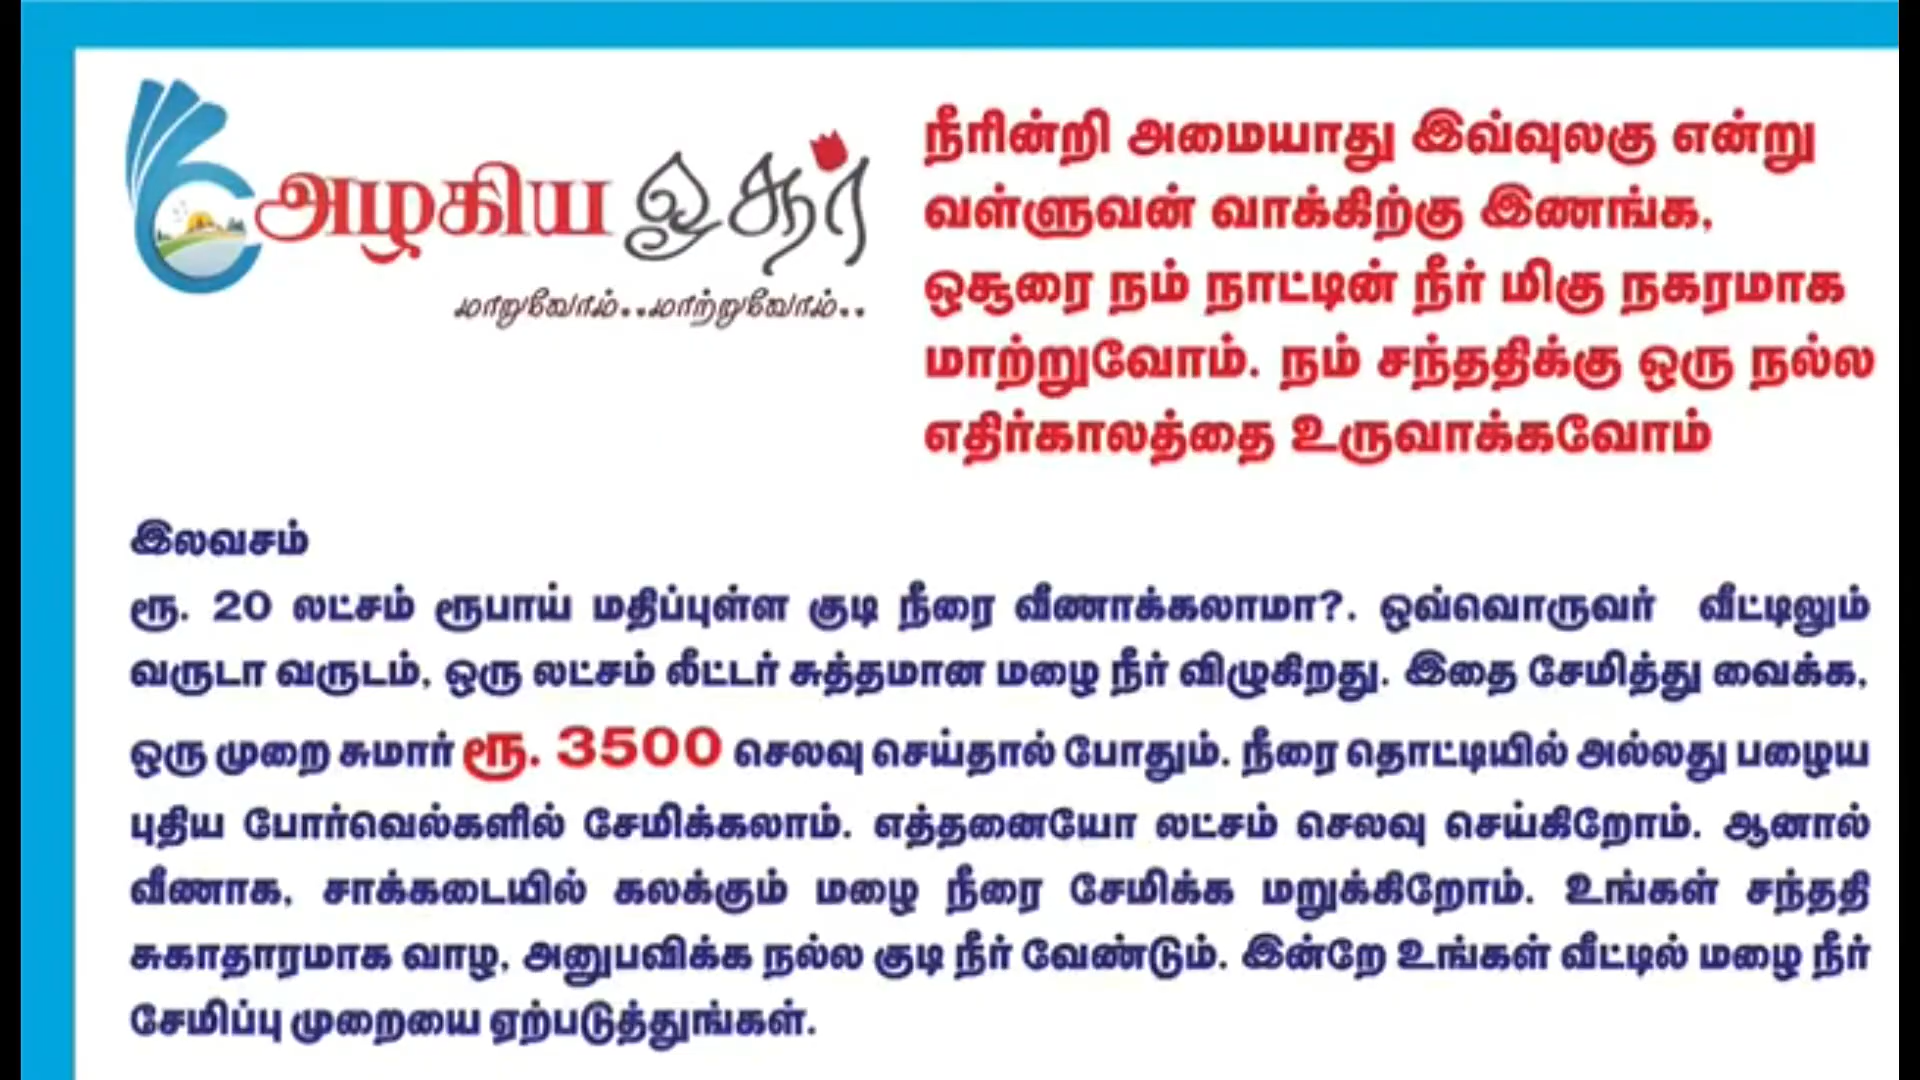 அழகிய ஓசூர்
மாறுவோம்..மாற்றுவோம்..
நீரின்றி அமையாது இவ்வுலகு என்று
வள்ளுவன் வாக்கிற்கு இணங்க,
ஒசூரை நம் நாட்டின் நீர் மிகு நகரமாக
மாற்றுவோம். நம் சந்ததிக்கு ஒரு நல்ல
எதிர்காலத்தை உருவாக்கவோம்
இலவசம்
ரூ. 20 லட்சம் ரூபாய் மதிப்புள்ள குடி நீரை வீணாக்கலாமா?. ஒவ்வொருவர் வீட்டிலும்
வருடா வருடம், ஒரு லட்சம் லீட்டர் சுத்தமான மழை நீர் விழுகிறது. இதை சேமித்து வைக்க,
ஒரு முறை சுமார் ரூ. 3500 செலவு செய்தால் போதும். நீரை தொட்டியில் அல்லது பழைய
புதிய போர்வெல்களில் சேமிக்கலாம். எத்தனையோ லட்சம் செலவு செய்கிறோம். ஆனால்
வீணாக, சாக்கடையில் கலக்கும் மழை நீரை சேமிக்க மறுக்கிறோம். உங்கள் சந்ததி
சுகாதாரமாக வாழ, அனுபவிக்க நல்ல குடி நீர் வேண்டும். இன்றே உங்கள் வீட்டில் மழை நீர்
சேமிப்பு முறையை ஏற்படுத்துங்கள்.